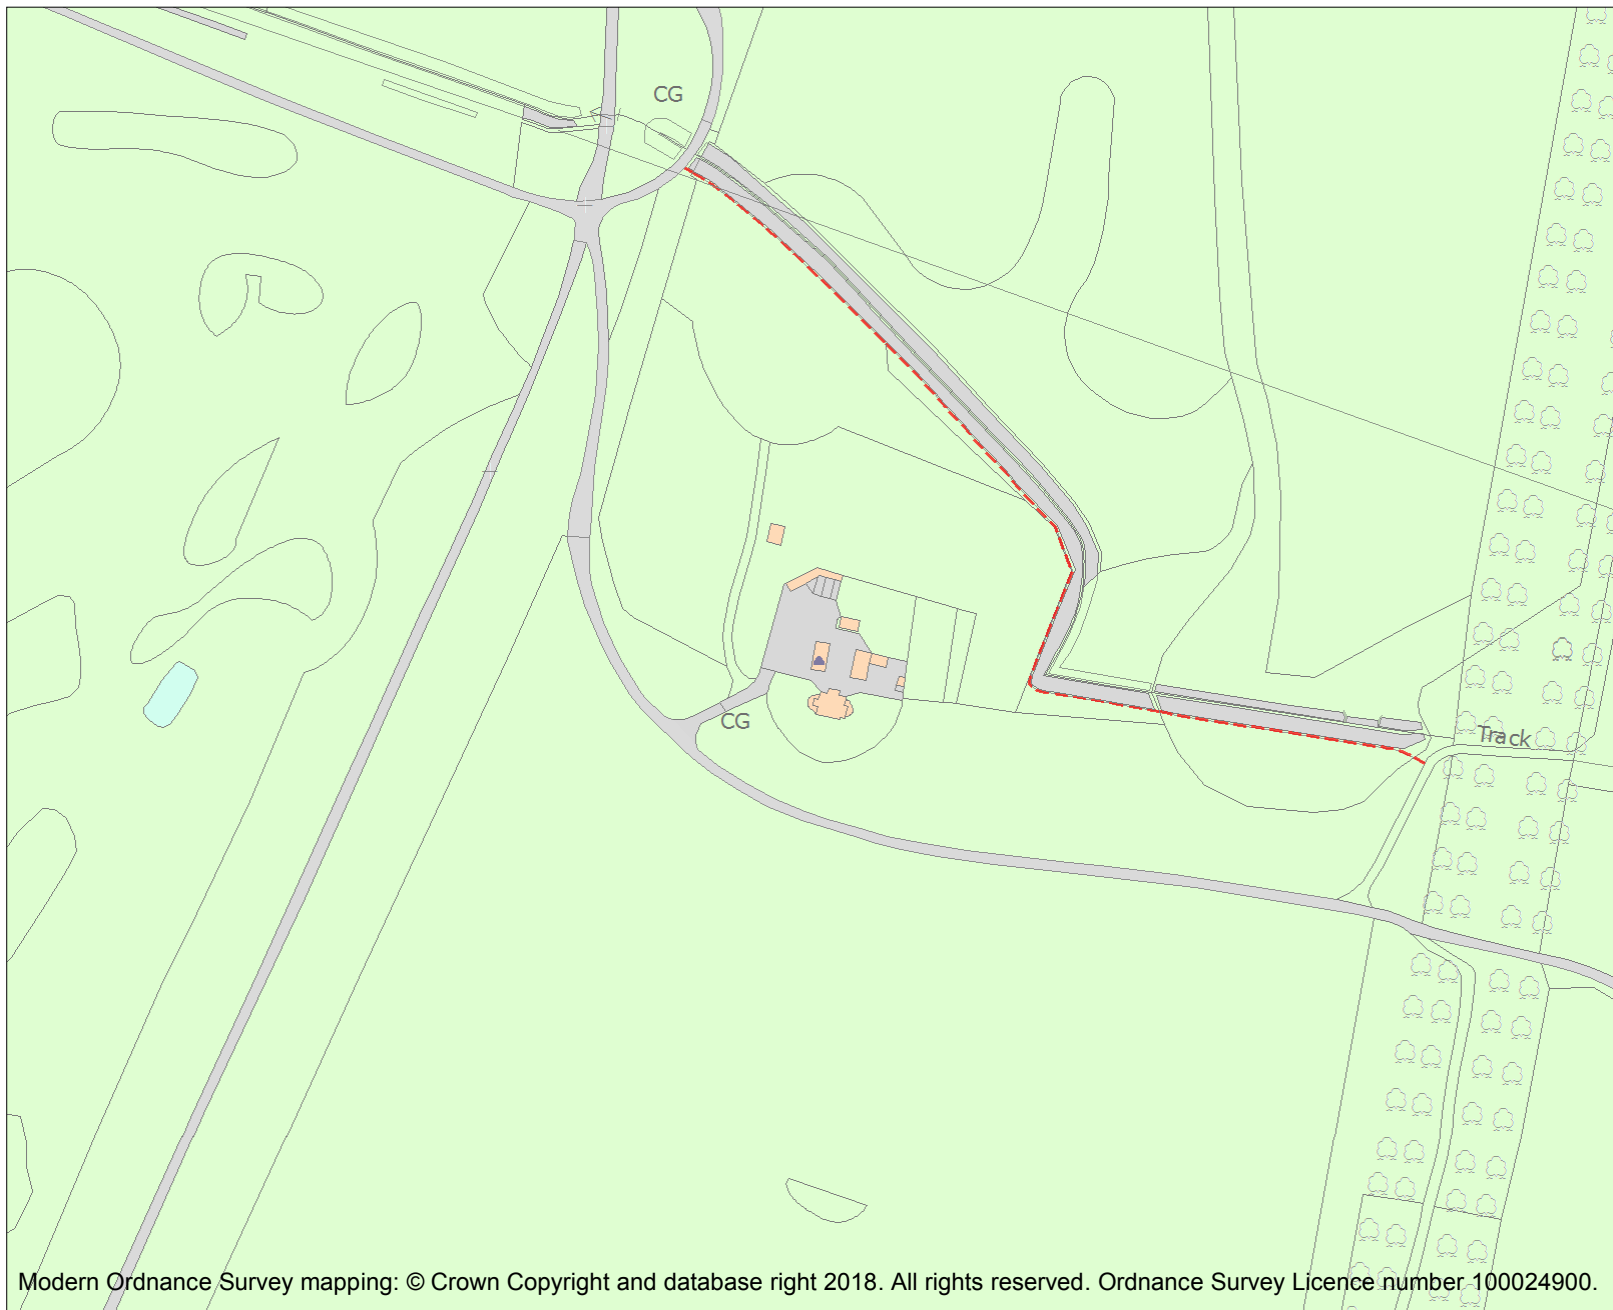 CG
CG
Track
Modern Ordnance Survey mapping: © Crown Copyright and database right 2018. All rights reserved. Ordnance Survey Licence number 100024900.